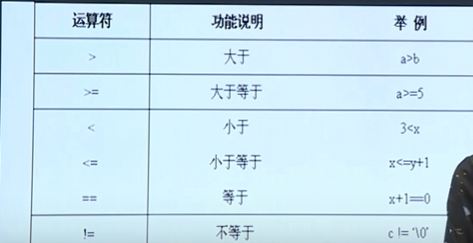 运算符 功能说明 举 例
> 大于 a>b
>= 大于等于 a>=5
< 小于 3<x
<= 小于等于 x<=y+1
== 等于 x+1==0
!= 不等于 c != '\0'